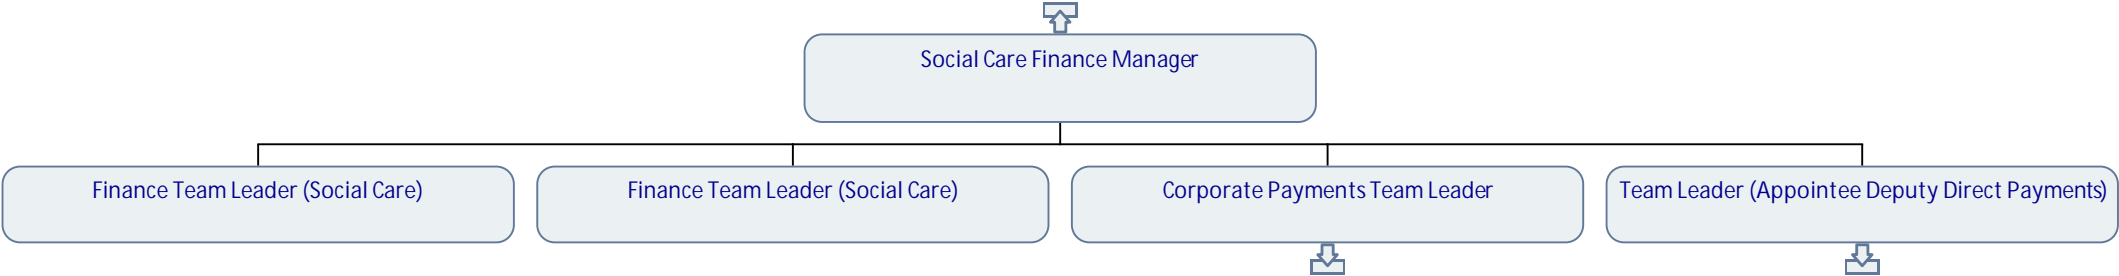 Social Care Finance Manager
Finance Team Leader (Social Care)
Finance Team Leader (Social Care)
Corporate Payments Team Leader
Team Leader (Appointee Deputy Direct Payments)